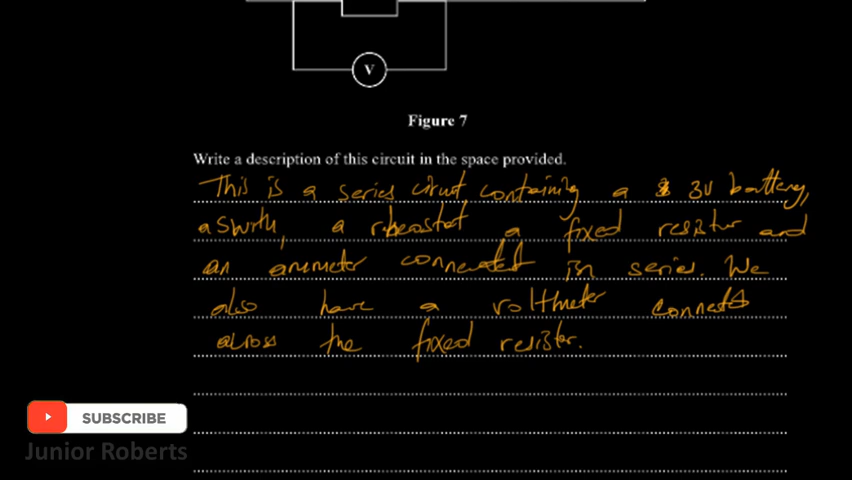 V
Figure 7
Write a description of this circuit in the space provided.
This is a series circuit containing a 3V battery,
a switch, a rheostat a fixed resistor and
an ammeter connected in series. We
also have a voltmeter connect
across the fixed resistor.
SUBSCRIBE
Junior Roberts